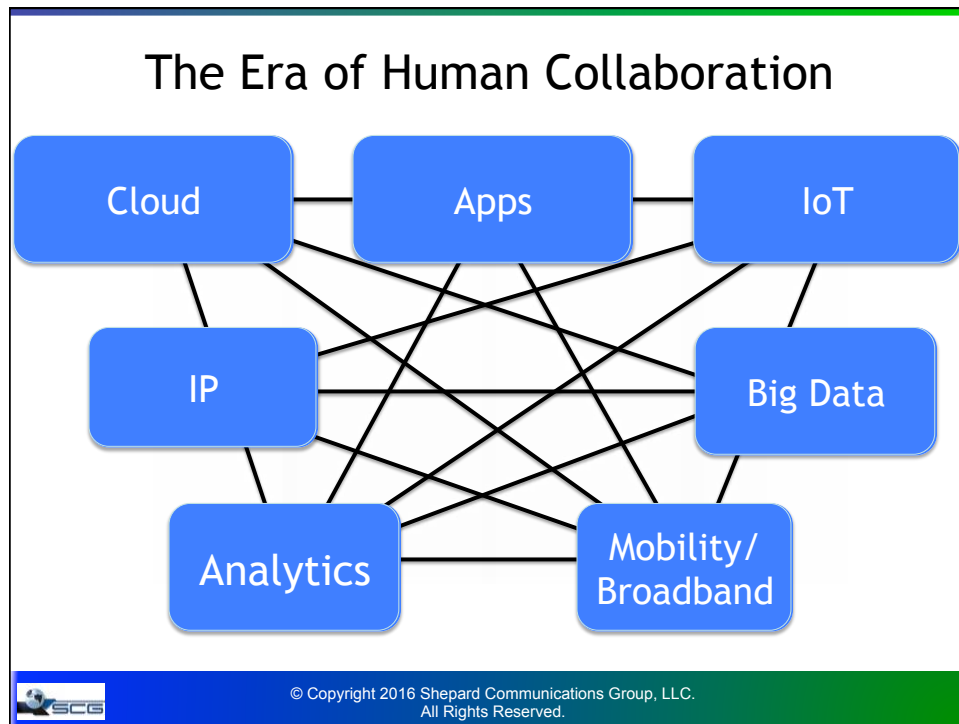 The Era of Human Collaboration
Cloud
Apps
IoT
IP
Big Data
Analytics
Mobility/
Broadband
SCG
© Copyright 2016 Shepard Communications Group, LLC.
All Rights Reserved.